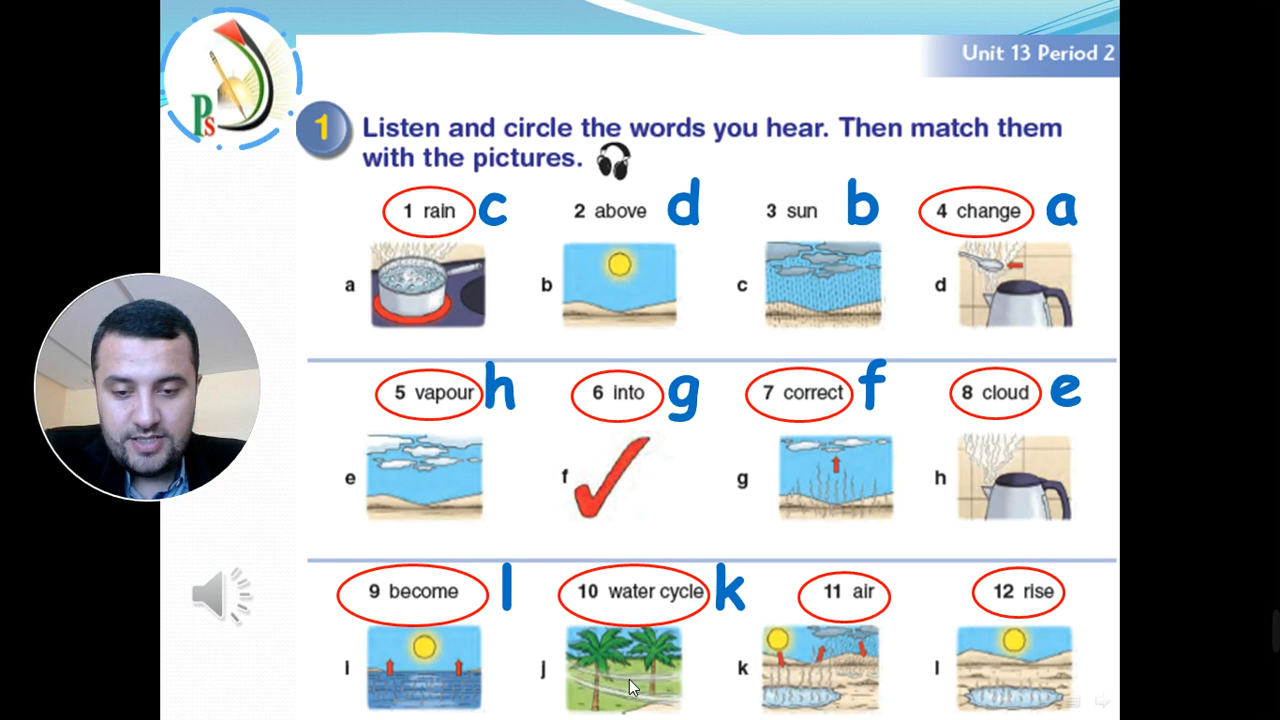 Unit 13 Period 2
Ps
1 Listen and circle the words you hear. Then match them
with the pictures.
1 rain c 2 above d 3 sun b 4 change a
a b c d
5 vapour h 6 into g 7 correct f 8 cloud e
e f g h
9 become l 10 water cycle k 11 air 12 rise
l j k l